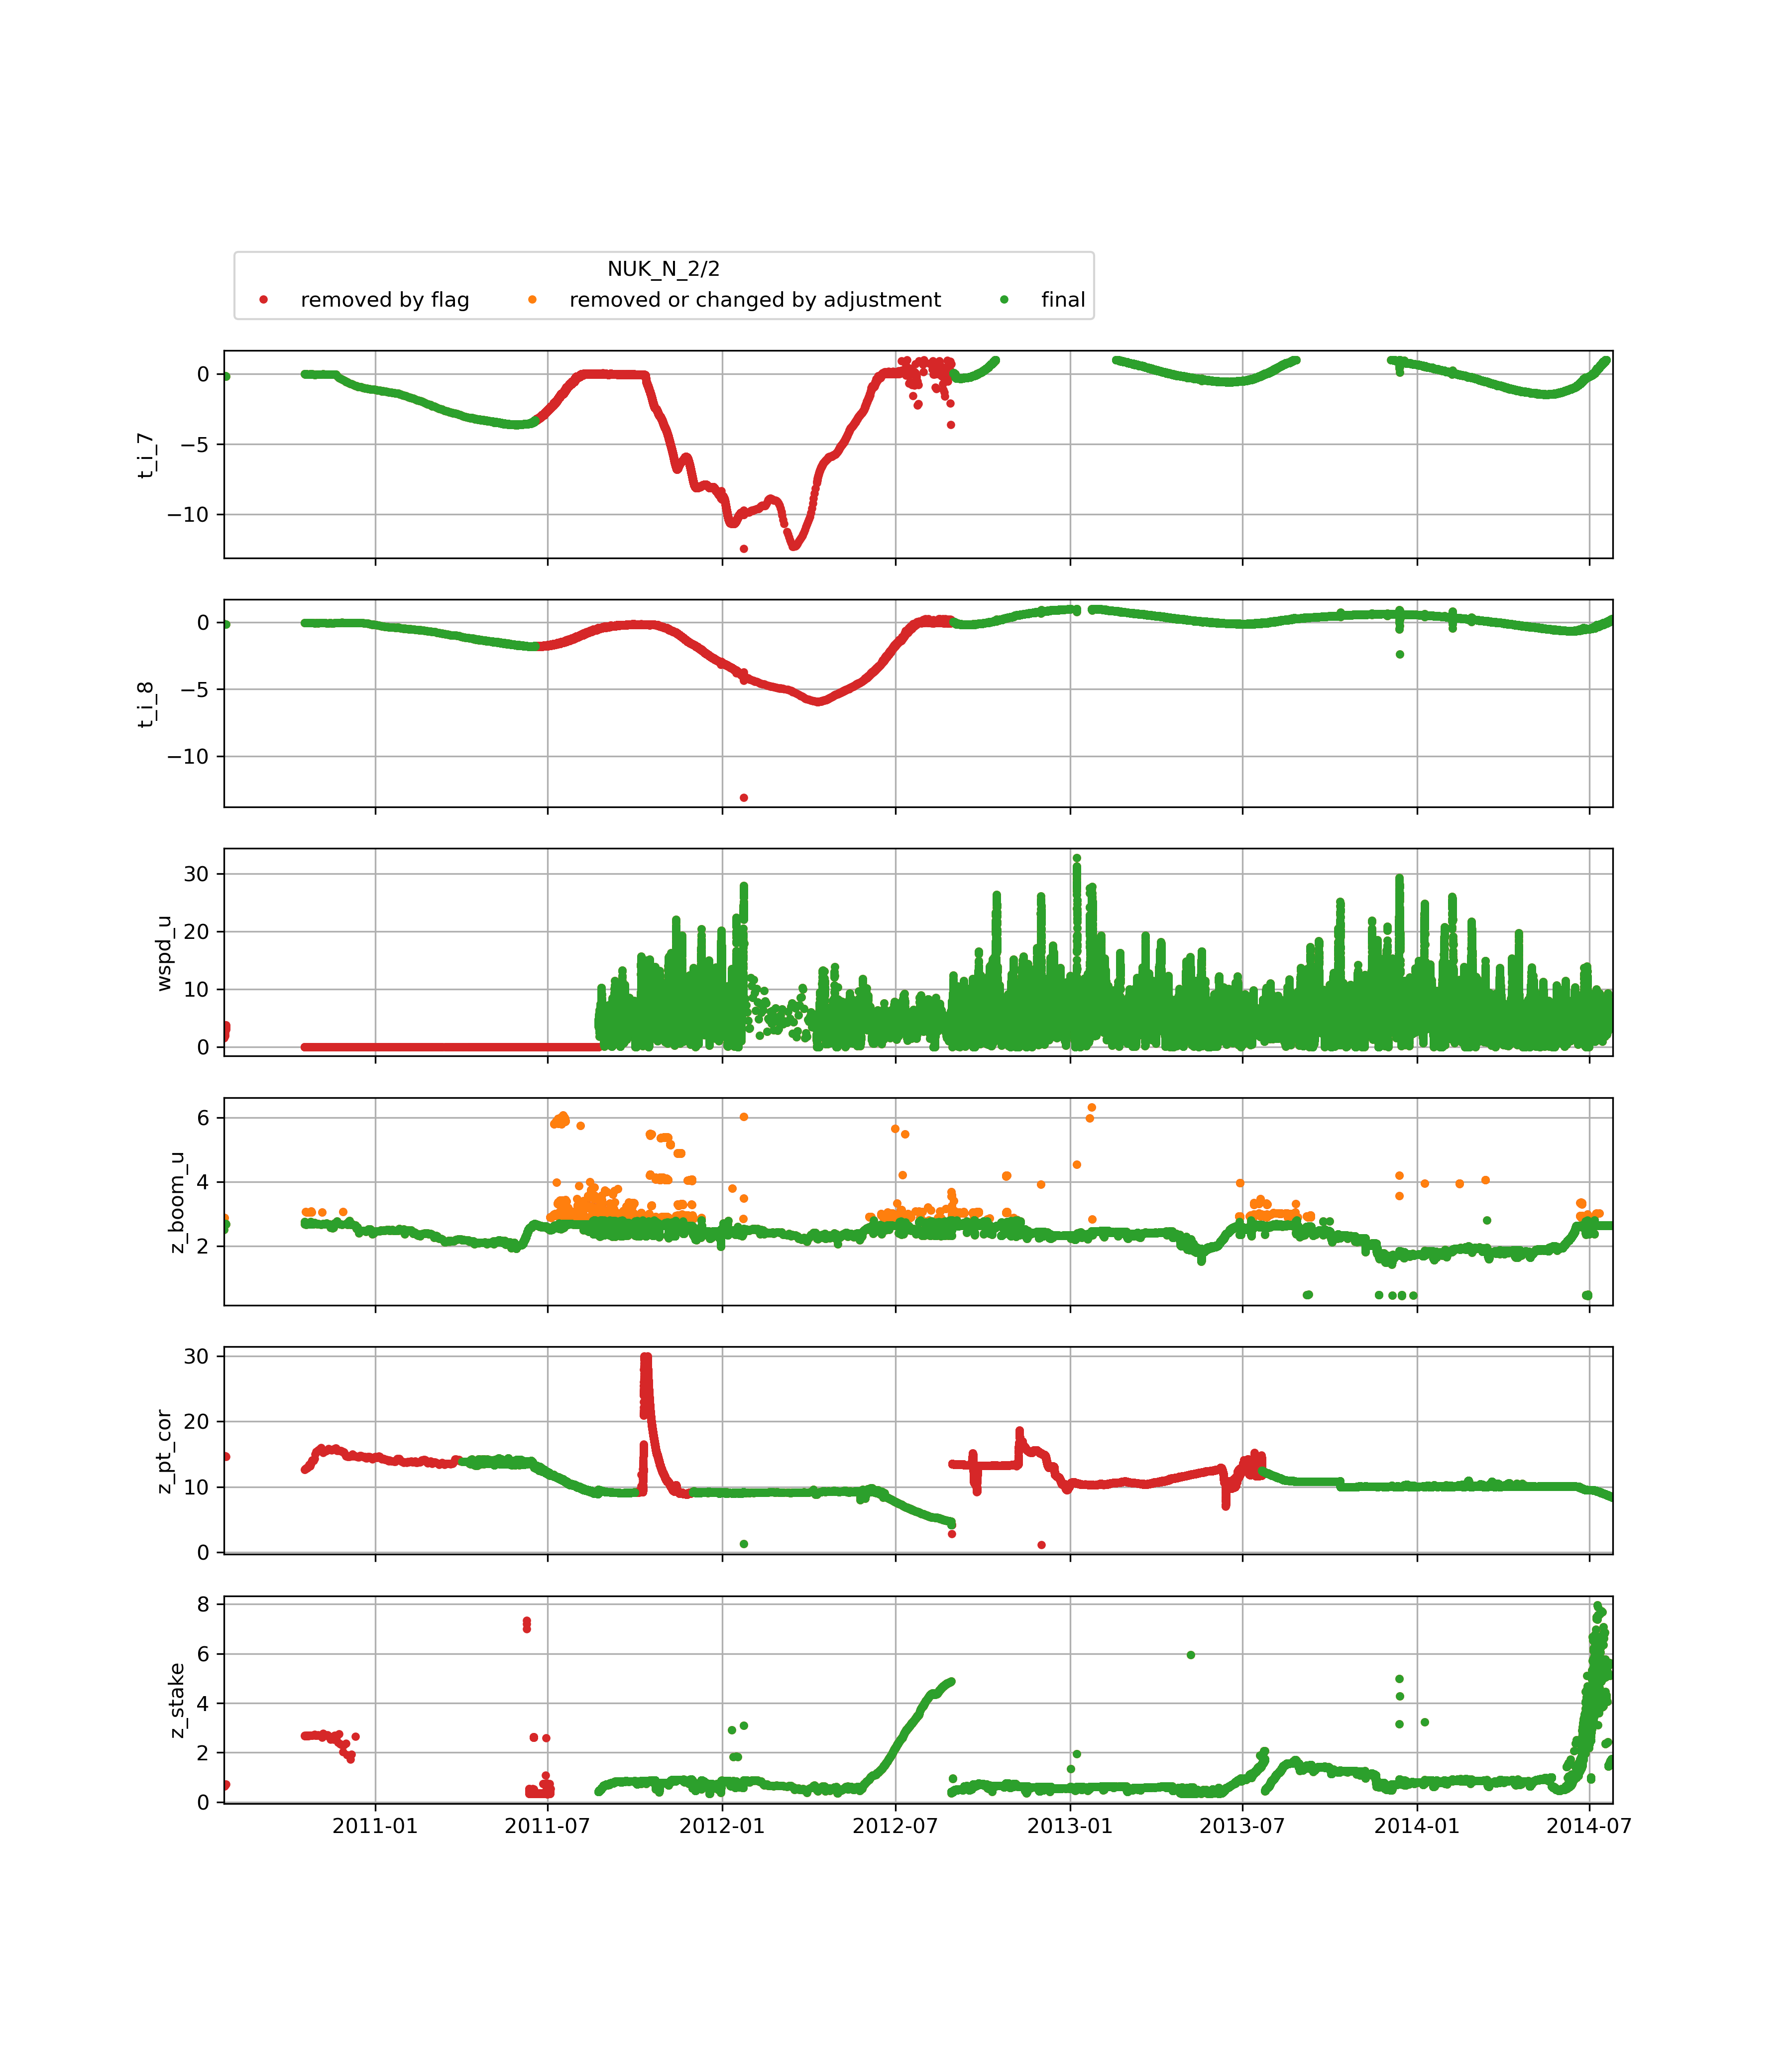 NUK_N_2/2
removed by flag removed or changed by adjustment final
0
−5
−10
t_i_7
0
−5
−10
t_i_8
30
20
10
0
wspd_u
6
4
2
z_boom_u
30
20
10
0
z_pt_cor
8
6
4
2
0
z_stake
2011-01 2011-07 2012-01 2012-07 2013-01 2013-07 2014-01 2014-07